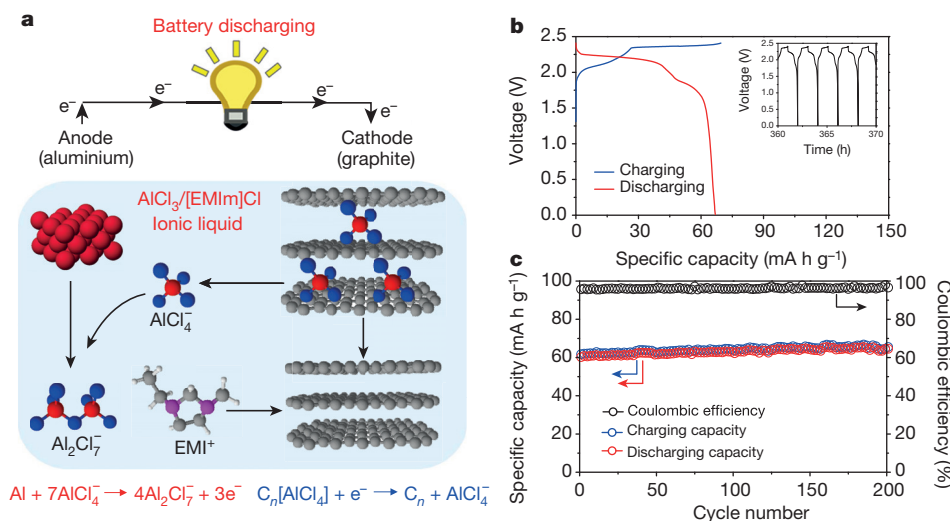 a
Battery discharging
e⁻
e⁻
e⁻
e⁻
Anode
(aluminium)
Cathode
(graphite)
AlCl₃/[EMIm]Cl
Ionic liquid
AlCl₄⁻
Al₂Cl₇⁻
EMI⁺
Al + 7AlCl₄⁻ → 4Al₂Cl₇⁻ + 3e⁻
Cₙ[AlCl₄] + e⁻ → Cₙ + AlCl₄⁻
b
Voltage (V)
2.5
2.0
1.5
1.0
0.5
0.0
0
30
60
90
120
150
Specific capacity (mA h g⁻¹)
Charging
Discharging
Voltage (V)
2.5
2.0
1.5
1.0
0.5
0.0
360
365
370
Time (h)
c
Specific capacity (mA h g⁻¹)
100
80
60
40
20
0
0
50
100
150
200
Cycle number
Coulombic efficiency
Charging capacity
Discharging capacity
100
80
60
40
20
0
Coulombic efficiency (%)